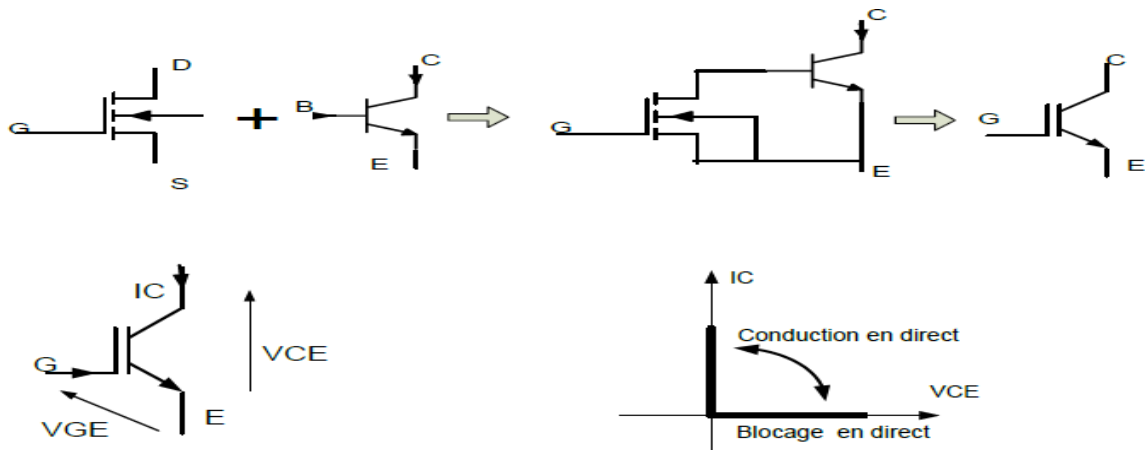 D
G
S
+
B
C
E
G
C
E
G
C
E
IC
G
VCE
VGE
E
IC
Conduction en direct
VCE
Blocage en direct